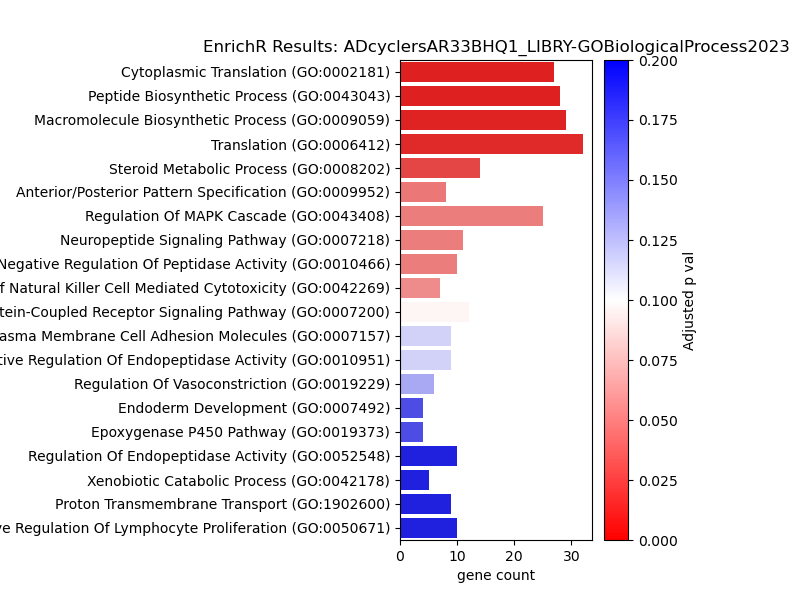 EnrichR Results: ADcyclersAR33BHQ1_LIBRY-GOBiologicalProcess2023
Cytoplasmic Translation (GO:0002181)
Peptide Biosynthetic Process (GO:0043043)
Macromolecule Biosynthetic Process (GO:0009059)
Translation (GO:0006412)
Steroid Metabolic Process (GO:0008202)
Anterior/Posterior Pattern Specification (GO:0009952)
Regulation Of MAPK Cascade (GO:0043408)
Neuropeptide Signaling Pathway (GO:0007218)
Negative Regulation Of Peptidase Activity (GO:0010466)
f Natural Killer Cell Mediated Cytotoxicity (GO:0042269)
tein-Coupled Receptor Signaling Pathway (GO:0007200)
asma Membrane Cell Adhesion Molecules (GO:0007157)
tive Regulation Of Endopeptidase Activity (GO:0010951)
Regulation Of Vasoconstriction (GO:0019229)
Endoderm Development (GO:0007492)
Epoxygenase P450 Pathway (GO:0019373)
Regulation Of Endopeptidase Activity (GO:0052548)
Xenobiotic Catabolic Process (GO:0042178)
Proton Transmembrane Transport (GO:1902600)
ve Regulation Of Lymphocyte Proliferation (GO:0050671)
0 10 20 30
gene count
0.200
0.175
0.150
0.125
0.100
0.075
0.050
0.025
0.000
Adjusted p val